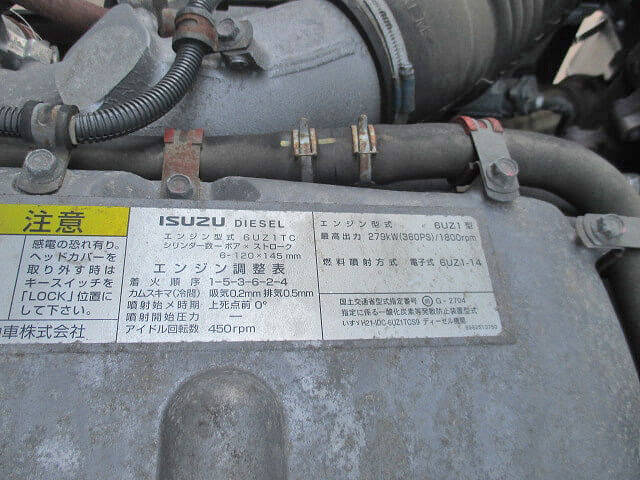 注意
感電の恐れ有り。
ヘッドカバーを
取り外す時は
キースイッチを
「LOCK」位置に
して下さい。
動車株式会社
ISUZU DIESEL
エンジン型式 6UZ1TC
シリンダー数ーボア×ストローク
6-120×145mm
エンジン調整表
着火順序 1-5-3-6-2-4
カムスキマ(冷間) 吸気0.2mm 排気0.5mm
噴射始メ時期 上死点前0°
噴射開始圧力 ー
アイドル回転数 450rpm
エンジン型式 6UZ1型
最高出力 279kW(380PS)/1800rpm
燃料噴射方式 電子式 6UZ1-14
国土交通省型式指定番号 G-2704
指定に係る一酸化炭素等発散防止装置型式
いすゞH21-IDC-6UZ1TCS9 ディーゼル機関